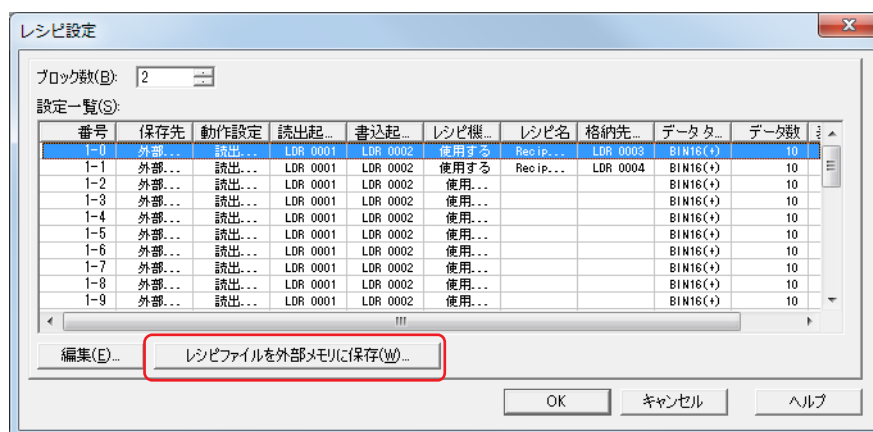 レシピ設定
ブロック数(B): 2
設定一覧(S):
番号 保存先 動作設定 読出起... 書込起... レシピ機... レシピ名 格納先... データタ... データ数
1-0 外部... 読出... LDR 0001 LDR 0002 使用する Recip... LDR 0003 BIN16(+) 10
1-1 外部... 読出... LDR 0001 LDR 0002 使用する Recip... LDR 0004 BIN16(+) 10
1-2 外部... 読出... LDR 0001 LDR 0002 使用... BIN16(+) 10
1-3 外部... 読出... LDR 0001 LDR 0002 使用... BIN16(+) 10
1-4 外部... 読出... LDR 0001 LDR 0002 使用... BIN16(+) 10
1-5 外部... 読出... LDR 0001 LDR 0002 使用... BIN16(+) 10
1-6 外部... 読出... LDR 0001 LDR 0002 使用... BIN16(+) 10
1-7 外部... 読出... LDR 0001 LDR 0002 使用... BIN16(+) 10
1-8 外部... 読出... LDR 0001 LDR 0002 使用... BIN16(+) 10
1-9 外部... 読出... LDR 0001 LDR 0002 使用... BIN16(+) 10
編集(E)... レシピファイルを外部メモリに保存(W)...
OK キャンセル ヘルプ